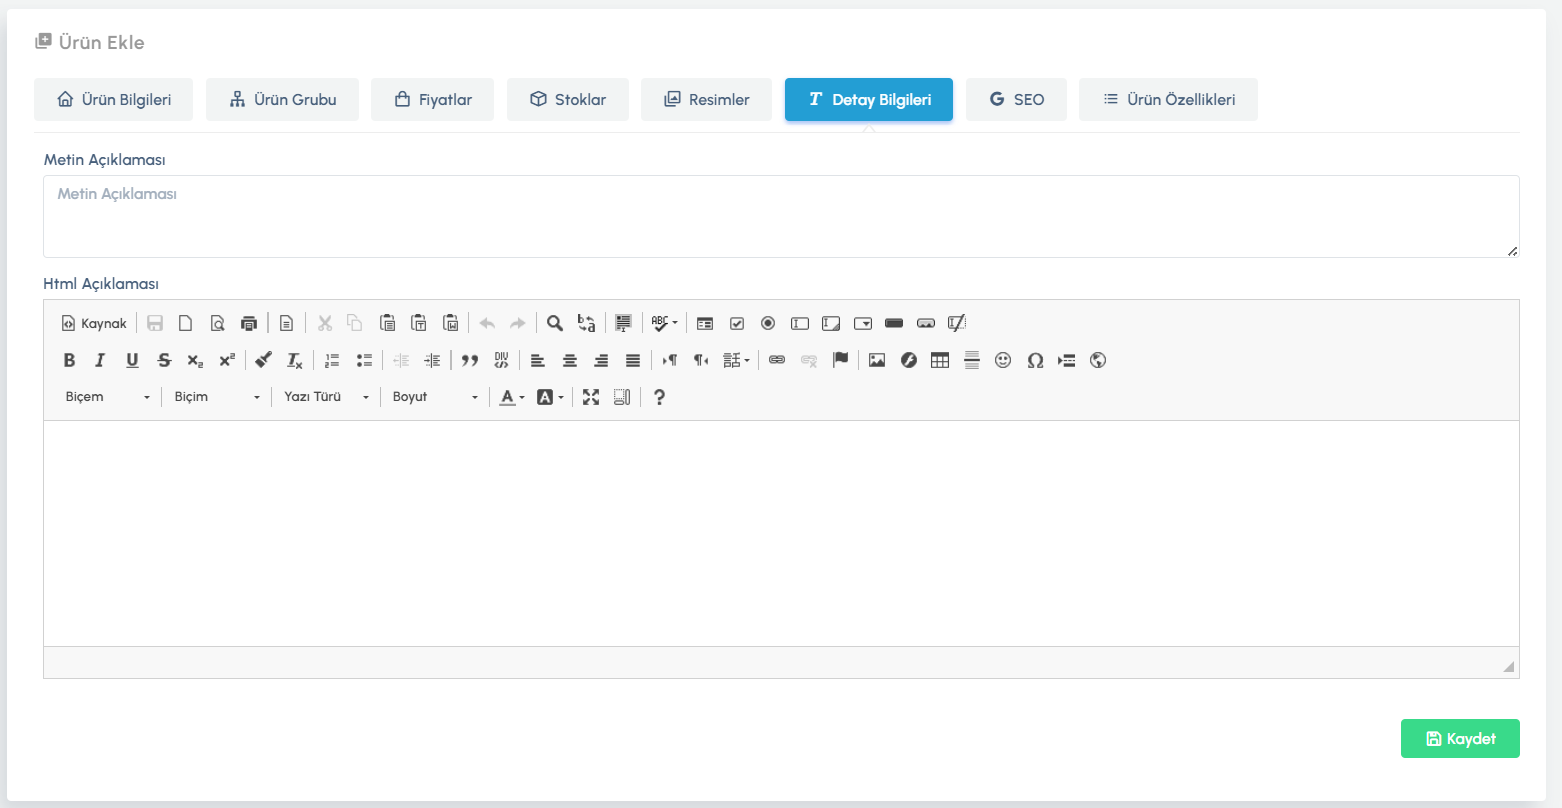 Ürün Ekle
Ürün Bilgileri Ürün Grubu Fiyatlar Stoklar Resimler Detay Bilgileri SEO Ürün Özellikleri
Metin Açıklaması
Metin Açıklaması
Html Açıklaması
Kaynak
Biçem Biçim Yazı Türü Boyut
Kaydet